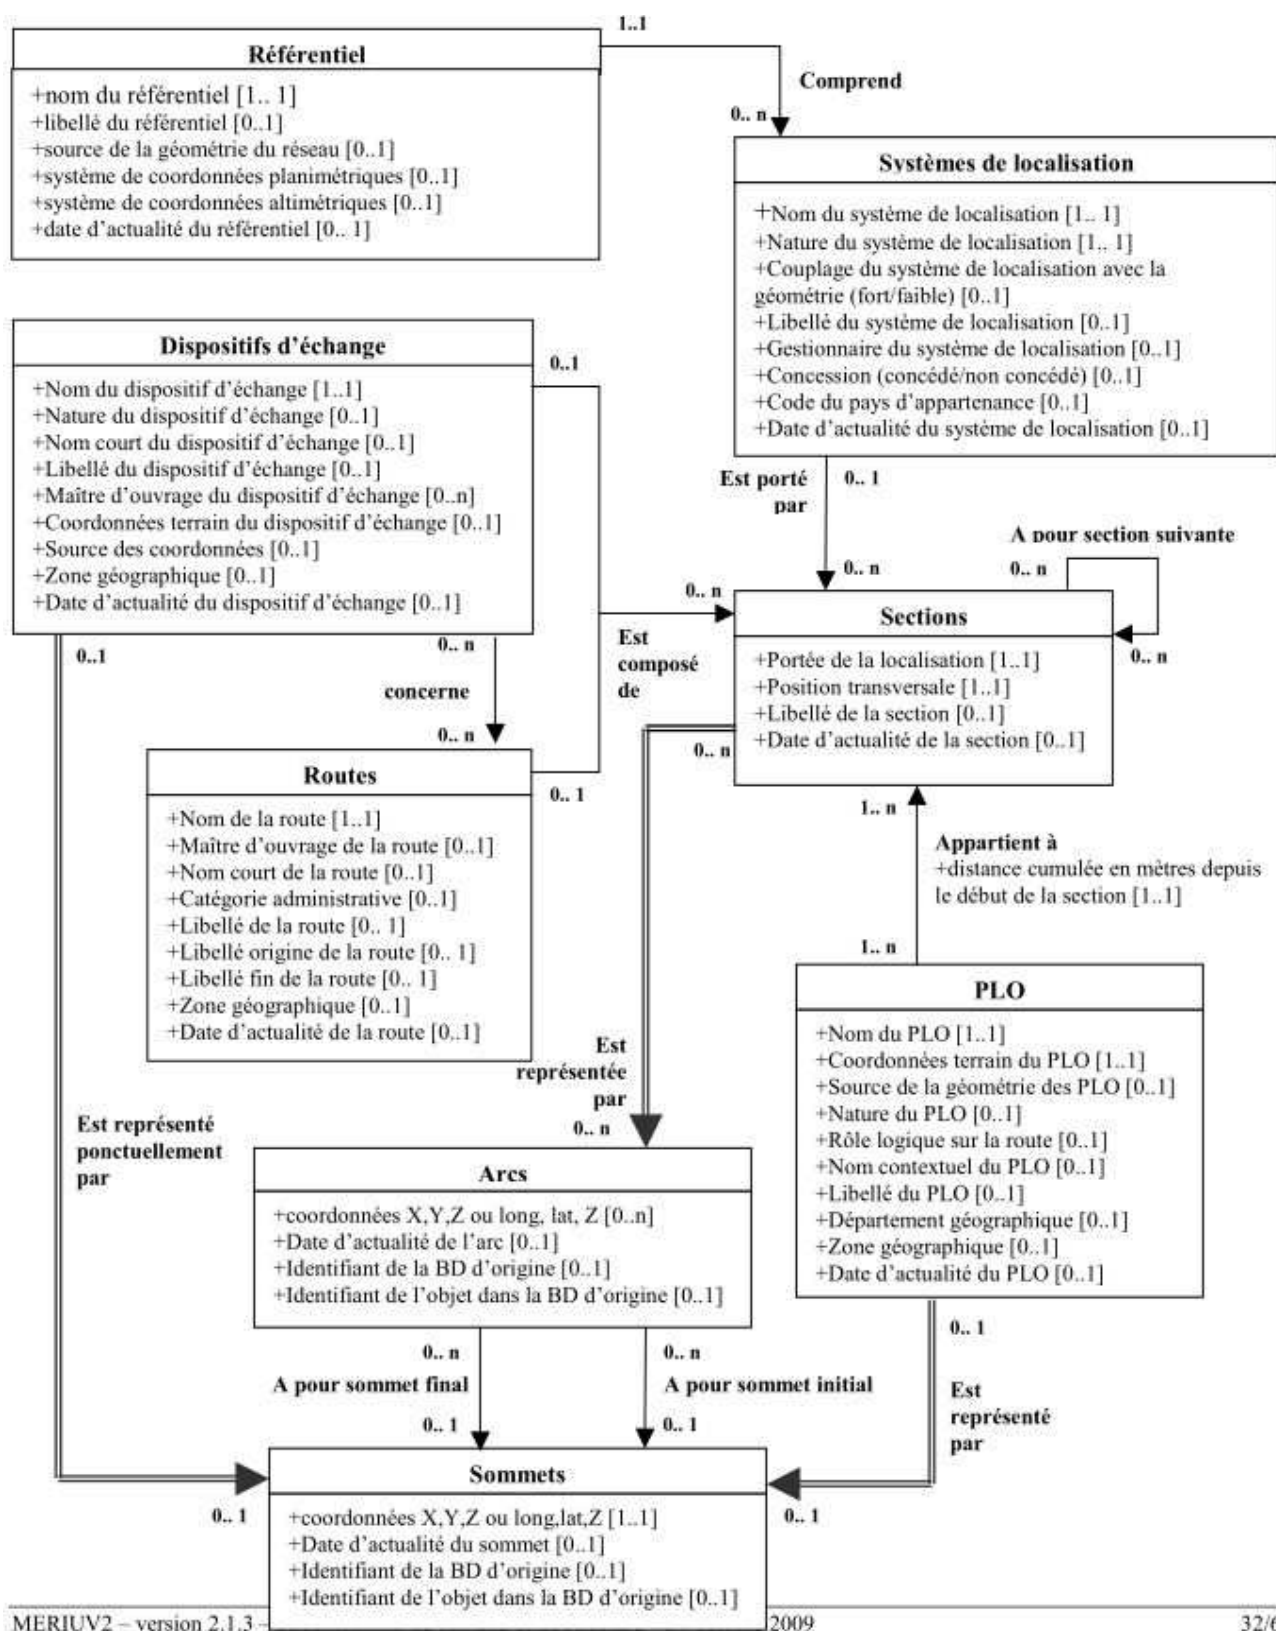 1..1
Référentiel
+nom du référentiel [1.. 1]
+libellé du référentiel [0..1]
+source de la géométrie du réseau [0..1]
+système de coordonnées planimétriques [0..1]
+système de coordonnées altimétriques [0..1]
+date d'actualité du référentiel [0.. 1]
Comprend
0.. n
Systèmes de localisation
+Nom du système de localisation [1.. 1]
+Nature du système de localisation [1.. 1]
+Couplage du système de localisation avec la
géométrie (fort/faible) [0..1]
+Libellé du système de localisation [0..1]
+Gestionnaire du système de localisation [0..1]
+Concession (concédé/non concédé) [0..1]
+Code du pays d'appartenance [0..1]
+Date d'actualité du système de localisation [0..1]
Dispositifs d'échange
+Nom du dispositif d'échange [1..1]
+Nature du dispositif d'échange [0..1]
+Nom court du dispositif d'échange [0..1]
+Libellé du dispositif d'échange [0..1]
+Maître d'ouvrage du dispositif d'échange [0..n]
+Coordonnées terrain du dispositif d'échange [0..1]
+Source des coordonnées [0..1]
+Zone géographique [0..1]
+Date d'actualité du dispositif d'échange [0..1]
0..1
Est porté
par
0.. 1
0.. n
A pour section suivante
0.. n
0.. n
0.. n
Sections
+Portée de la localisation [1..1]
+Position transversale [1..1]
+Libellé de la section [0..1]
+Date d'actualité de la section [0..1]
0..1
0.. n
concerne
0.. n
Est
composé
de
0.. n
0.. 1
Routes
+Nom de la route [1..1]
+Maître d'ouvrage de la route [0..1]
+Nom court de la route [0..1]
+Catégorie administrative [0..1]
+Libellé de la route [0.. 1]
+Libellé origine de la route [0.. 1]
+Libellé fin de la route [0.. 1]
+Zone géographique [0..1]
+Date d'actualité de la route [0..1]
1.. n
Appartient à
+distance cumulée en mètres depuis
le début de la section [1..1]
1.. n
PLO
+Nom du PLO [1..1]
+Coordonnées terrain du PLO [1..1]
+Source de la géométrie des PLO [0..1]
+Nature du PLO [0..1]
+Rôle logique sur la route [0..1]
+Nom contextuel du PLO [0..1]
+Libellé du PLO [0..1]
+Département géographique [0..1]
+Zone géographique [0..1]
+Date d'actualité du PLO [0..1]
Est
représentée
par
0.. n
Est représenté
ponctuellement
par
Arcs
+coordonnées X,Y,Z ou long, lat, Z [0..n]
+Date d'actualité de l'arc [0..1]
+Identifiant de la BD d'origine [0..1]
+Identifiant de l'objet dans la BD d'origine [0..1]
0.. n
0.. n
0.. 1
A pour sommet final
A pour sommet initial
Est
représenté
par
0.. 1
0.. 1
Sommets
+coordonnées X,Y,Z ou long,lat,Z [1..1]
+Date d'actualité du sommet [0..1]
+Identifiant de la BD d'origine [0..1]
+Identifiant de l'objet dans la BD d'origine [0..1]
0.. 1
0.. 1
MERIUV2 – version 2.1.3 –
2009
32/6